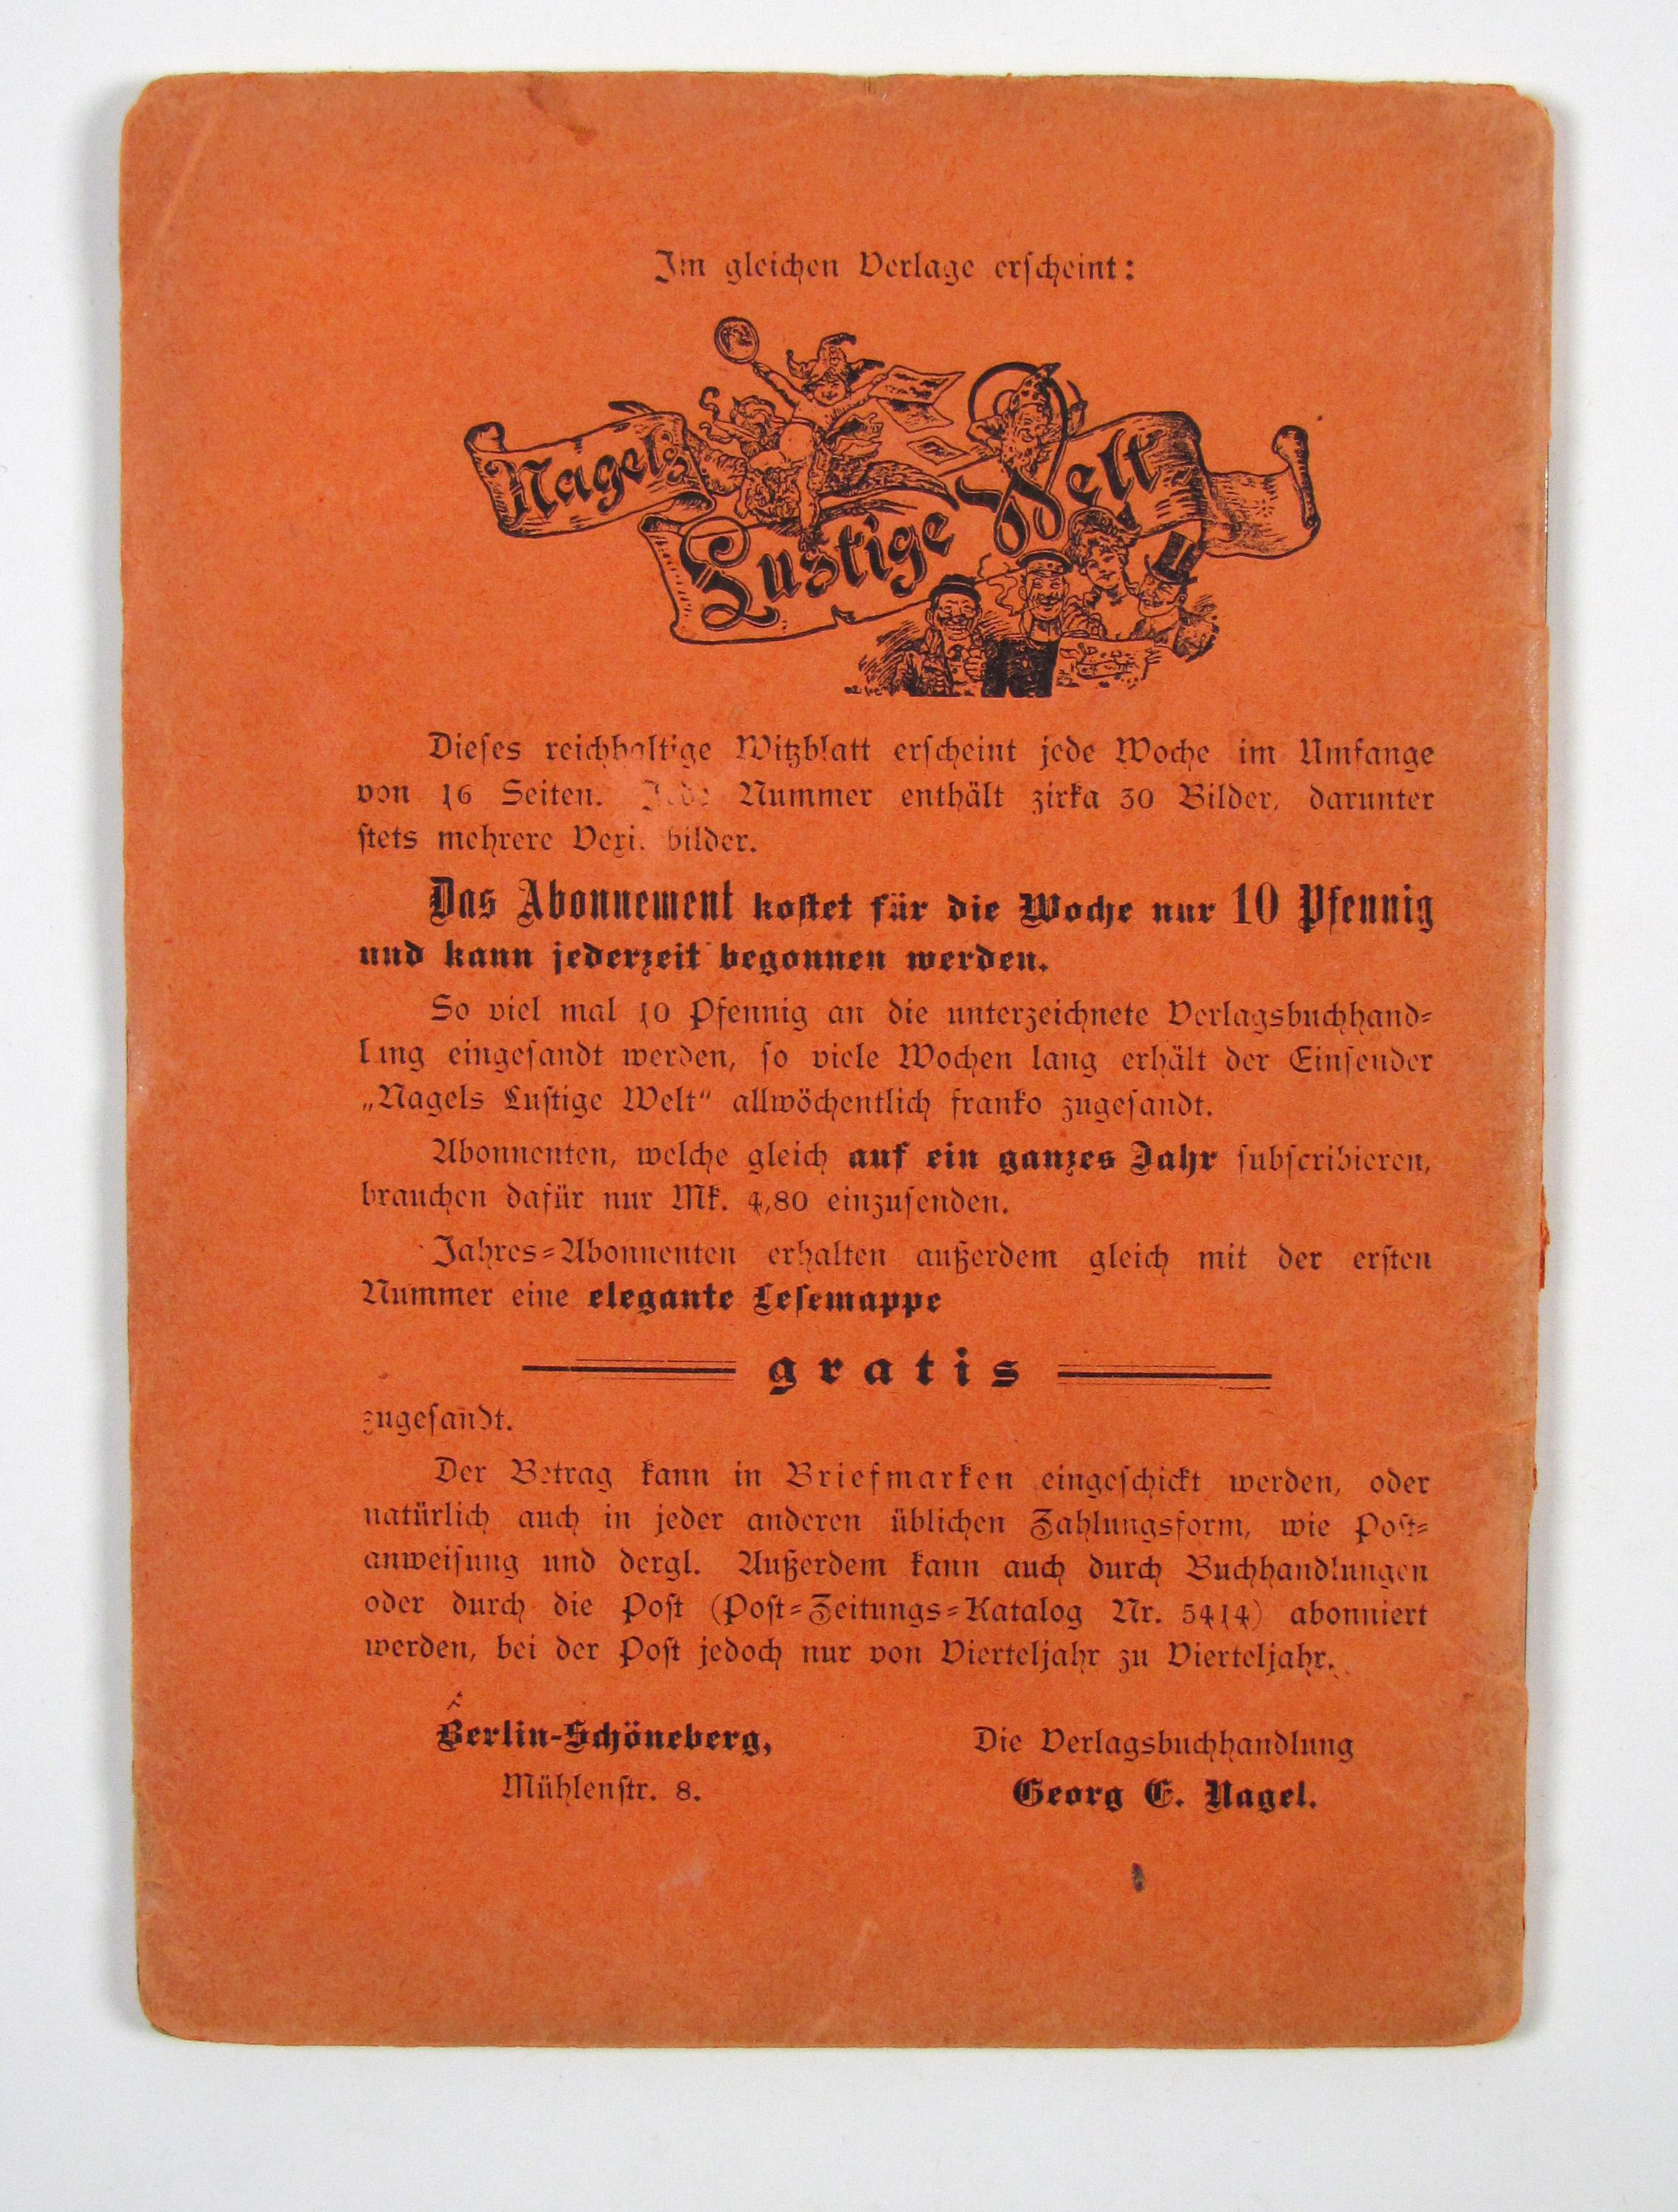 Im gleichen Verlage erscheint:
Nagels
Lustige Welt
Dieses reichhaltige Witzblatt erscheint jede Woche im Umfange
von 16 Seiten. Jede Nummer enthält zirka 30 Bilder, darunter
stets mehrere Vexierbilder.
Das Abonnement kostet für die Woche nur 10 Pfennig
und kann jederzeit begonnen werden.
So viel mal 10 Pfennig an die unterzeichnete Verlagsbuchhand-
lung eingesandt werden, so viele Wochen lang erhält der Einsender
„Nagels Lustige Welt“ allwöchentlich franko zugesandt.
Abonnenten, welche gleich auf ein ganzes Jahr subscribieren,
brauchen dafür nur Mk. 4,80 einzusenden.
Jahres-Abonnenten erhalten außerdem gleich mit der ersten
Nummer eine elegante Lesemappe
gratis
zugesandt.
Der Betrag kann in Briefmarken eingeschickt werden, oder
natürlich auch in jeder anderen üblichen Zahlungsform, wie Post-
anweisung und dergl. Außerdem kann auch durch Buchhandlungen
oder durch die Post (Post-Zeitungs-Katalog Nr. 5414) abonniert
werden, bei der Post jedoch nur von Vierteljahr zu Vierteljahr.
Berlin-Schöneberg,
Mühlenstr. 8.
Die Verlagsbuchhandlung
Georg E. Nagel.